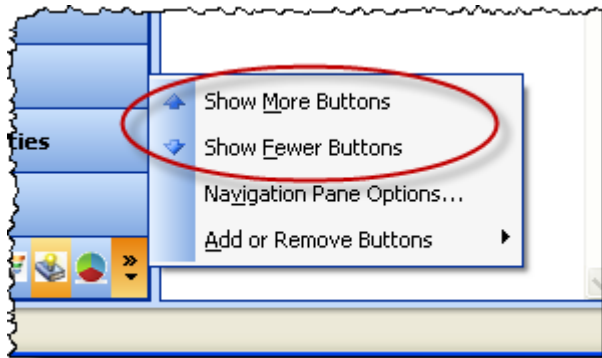 Show More Buttons
ties
Show Fewer Buttons
Navigation Pane Options...
Add or Remove Buttons